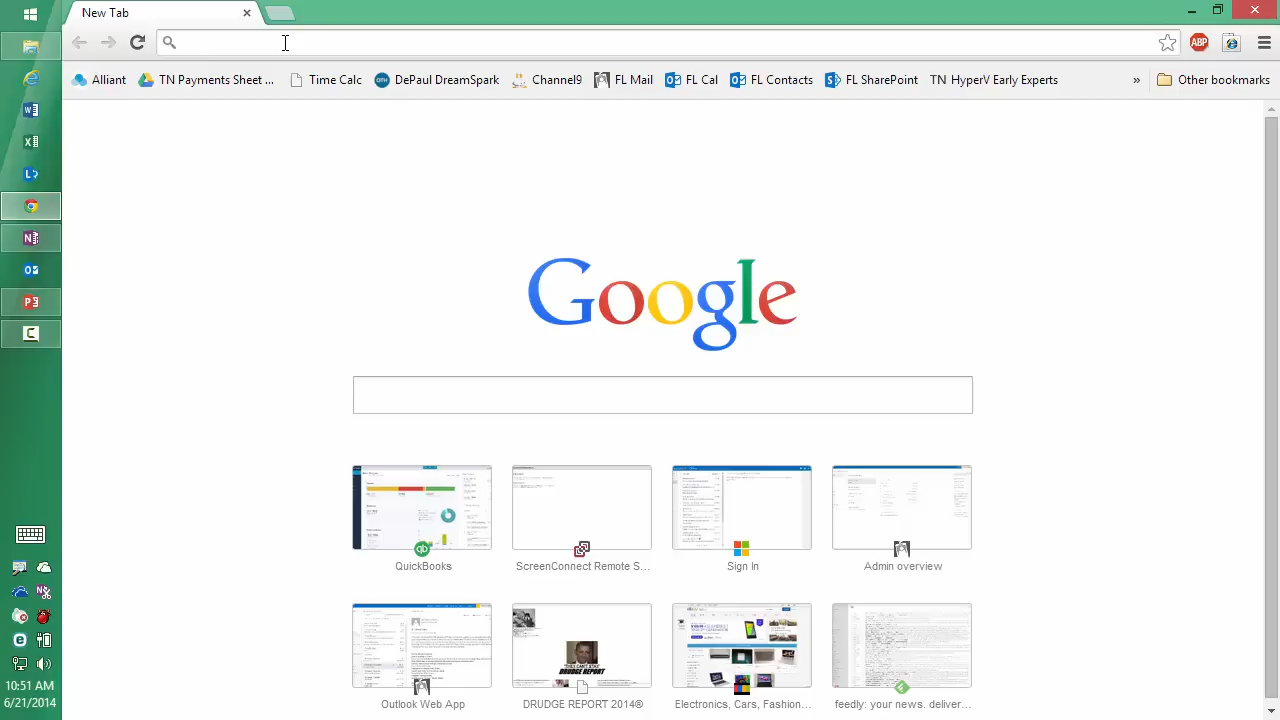 New Tab
ABP
Alliant
TN Payments Sheet ...
Time Calc
DePaul DreamSpark
Channel8
FL Mail
FL Cal
FL Contacts
FL SharePoint
TN HyperV Early Experts
»
Other bookmarks
Google
QuickBooks
ScreenConnect Remote S...
Sign In
Admin overview
Outlook Web App
DRUDGE REPORT 2014®
Electronics, Cars, Fashion...
feedly: your news. deliver...
10:51 AM
6/21/2014